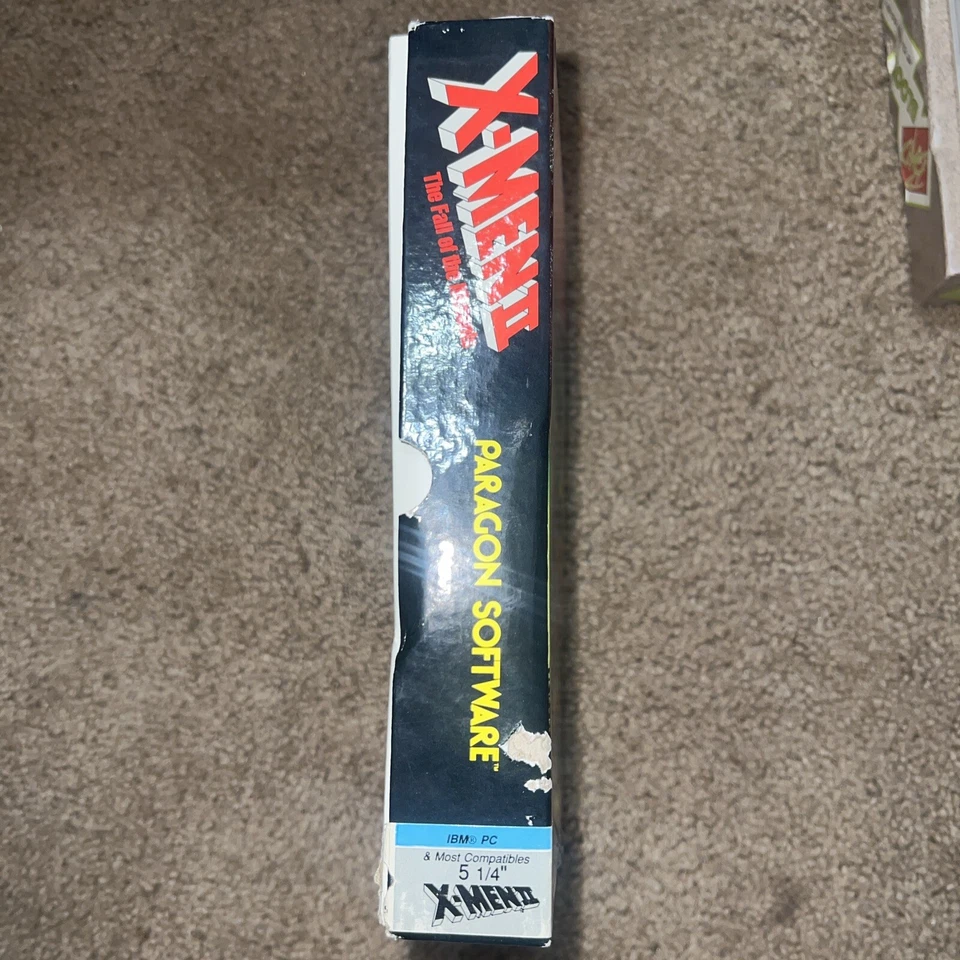 X-MEN II
The Fall of the
PARAGON SOFTWARE™
IBM® PC
& Most Compatibles
5 1/4"
X-MEN II